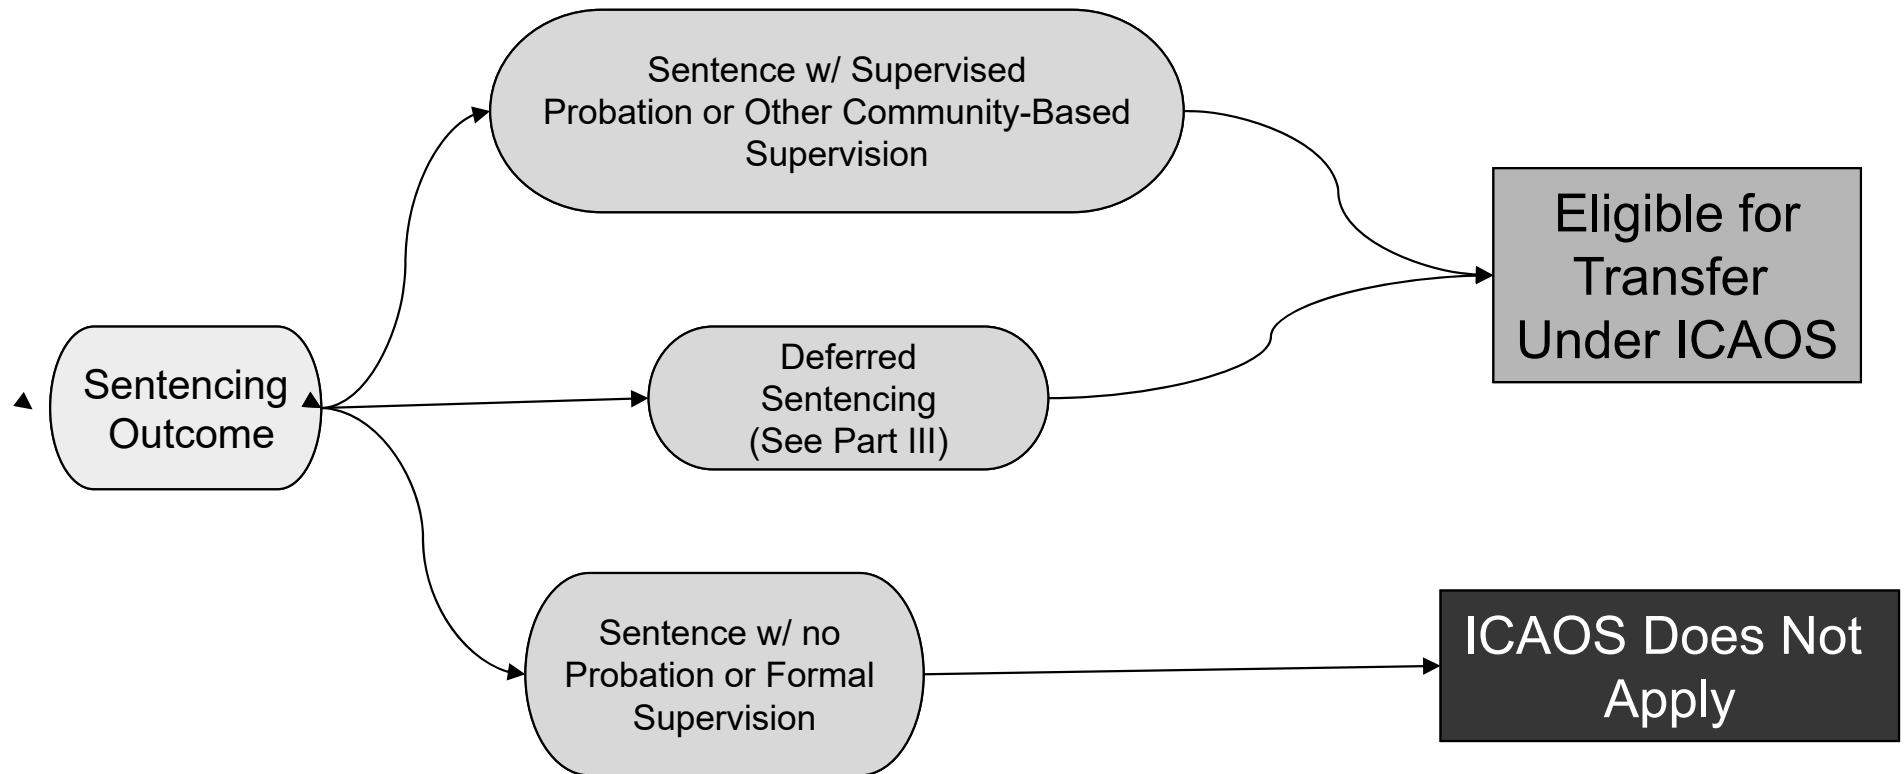 Sentence w/ Supervised
Probation or Other Community-Based
Supervision
Eligible for
Transfer
Under ICAOS
Sentencing
Outcome
Deferred
Sentencing
(See Part III)
Sentence w/ no
Probation or Formal
Supervision
ICAOS Does Not
Apply